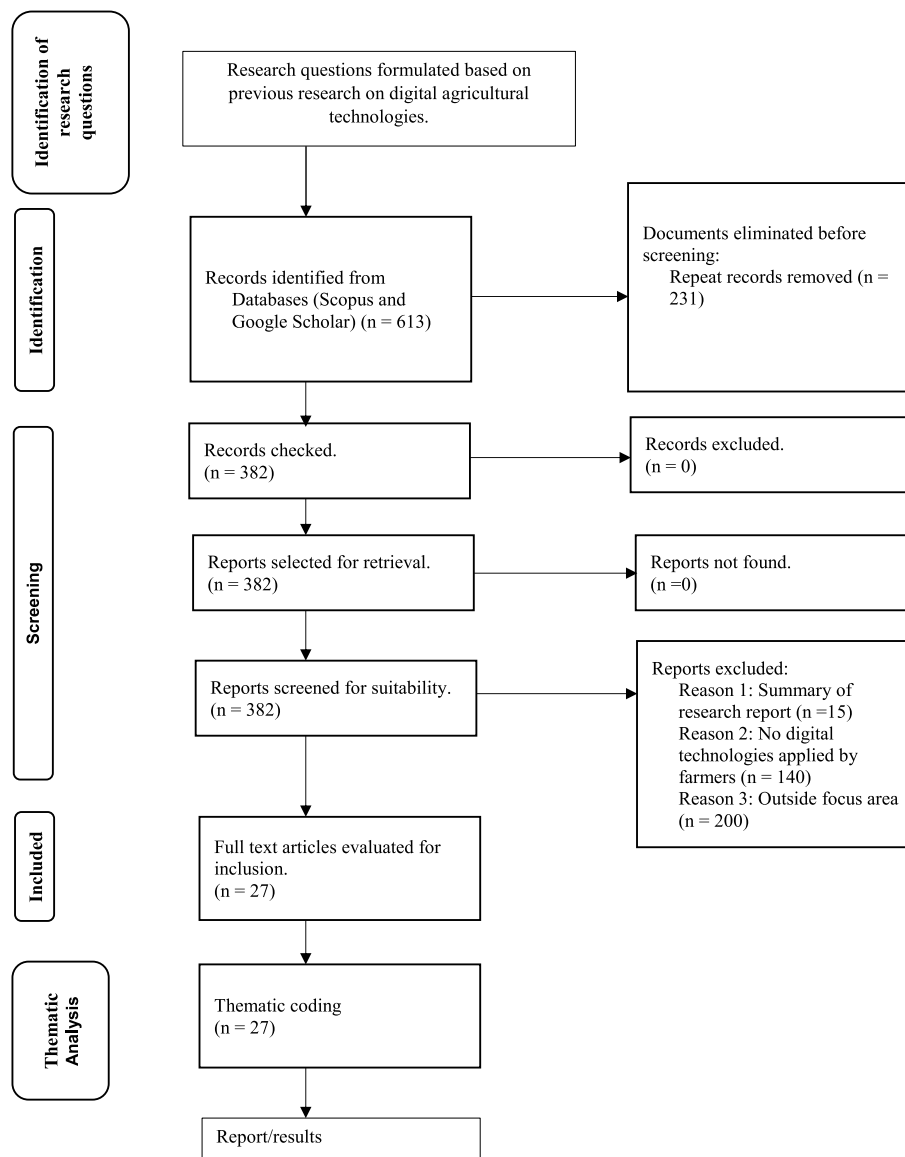 Identification of
research
questions
Research questions formulated based on
previous research on digital agricultural
technologies.
Identification
Records identified from
Databases (Scopus and
Google Scholar) (n = 613)
Documents eliminated before
screening:
Repeat records removed (n =
231)
Screening
Records checked.
(n = 382)
Records excluded.
(n = 0)
Reports selected for retrieval.
(n = 382)
Reports not found.
(n =0)
Reports screened for suitability.
(n = 382)
Reports excluded:
Reason 1: Summary of
research report (n =15)
Reason 2: No digital
technologies applied by
farmers (n = 140)
Reason 3: Outside focus area
(n = 200)
Included
Full text articles evaluated for
inclusion.
(n = 27)
Thematic
Analysis
Thematic coding
(n = 27)
Report/results